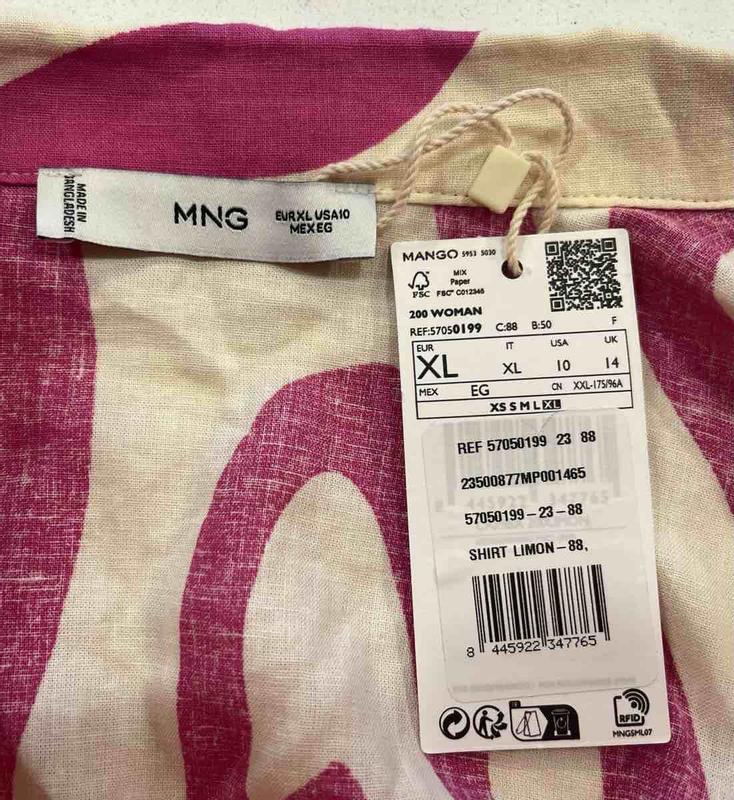 MADE IN
BANGLADESH
MNG
EUR XL USA10
MEX EG
MANGO 5953 5030
MIX
Paper
FSC
FSC® C012345
200 WOMAN
REF:57050199 C:88 B:50 F
EUR IT USA UK
XL XL 10 14
MEX EG CN XXL-175/96A
XS S M L XL
REF 57050199 23 88
23500877MP001465
57050199-23-88
SHIRT LIMON-88,
8 445922 347765
RFID
MNGSML07